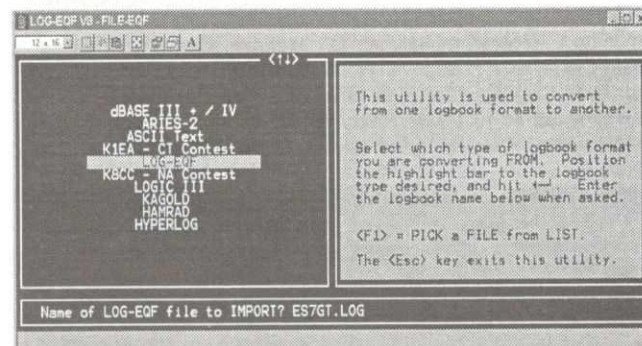 LOG-EQF V9 - FILE-EQF
12 x 16
A
<↑↓>
dBASE III + / IV
ARIES-2
ASCII Text
K1EA - CT Contest
LOG-EQF
K8CC - NA Contest
LOGIC III
KAGOLD
HAMRAD
HYPERLOG
This utility is used to convert
from one logbook format to another.
Select which type of logbook format
you are converting FROM. Position
the highlight bar to the logbook
type desired, and hit ←┘. Enter
the logbook name below when asked.
<F1> = PICK a FILE from LIST.
The <Esc> key exits this utility.
Name of LOG-EQF file to IMPORT? ES7GT.LOG